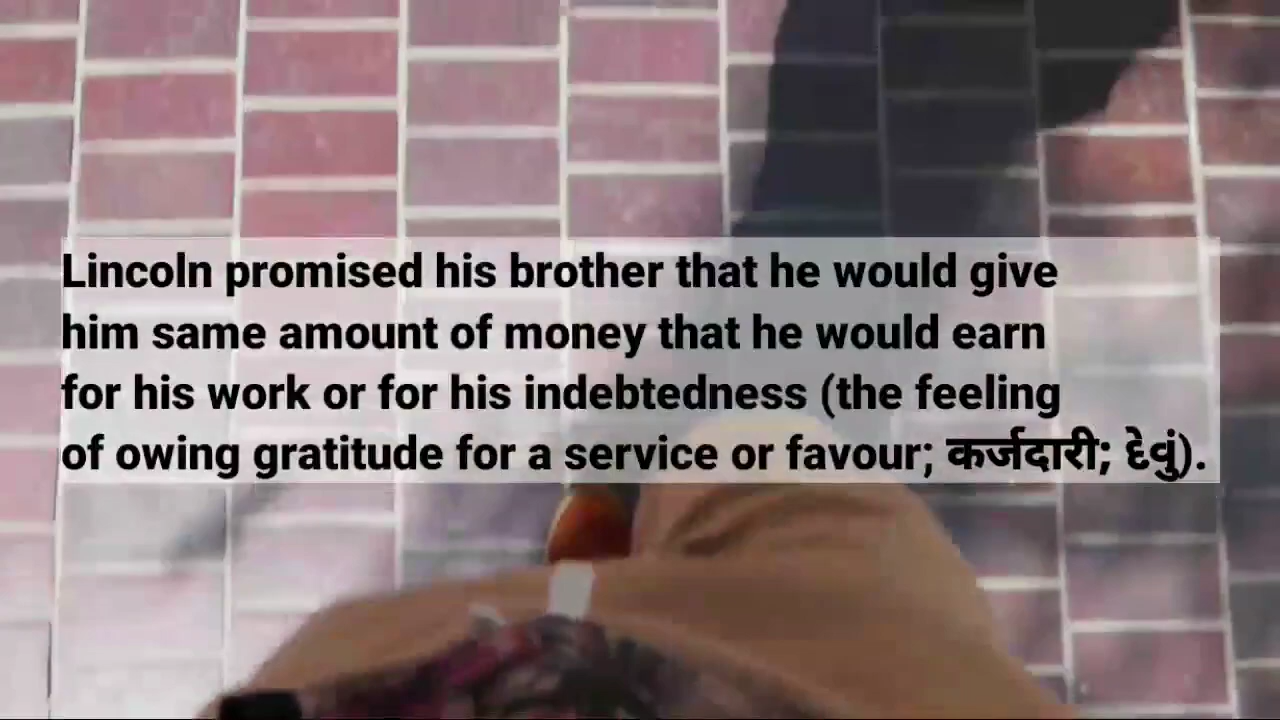 Lincoln promised his brother that he would give
him same amount of money that he would earn
for his work or for his indebtedness (the feeling
of owing gratitude for a service or favour; कर्जदारी; દેવું).